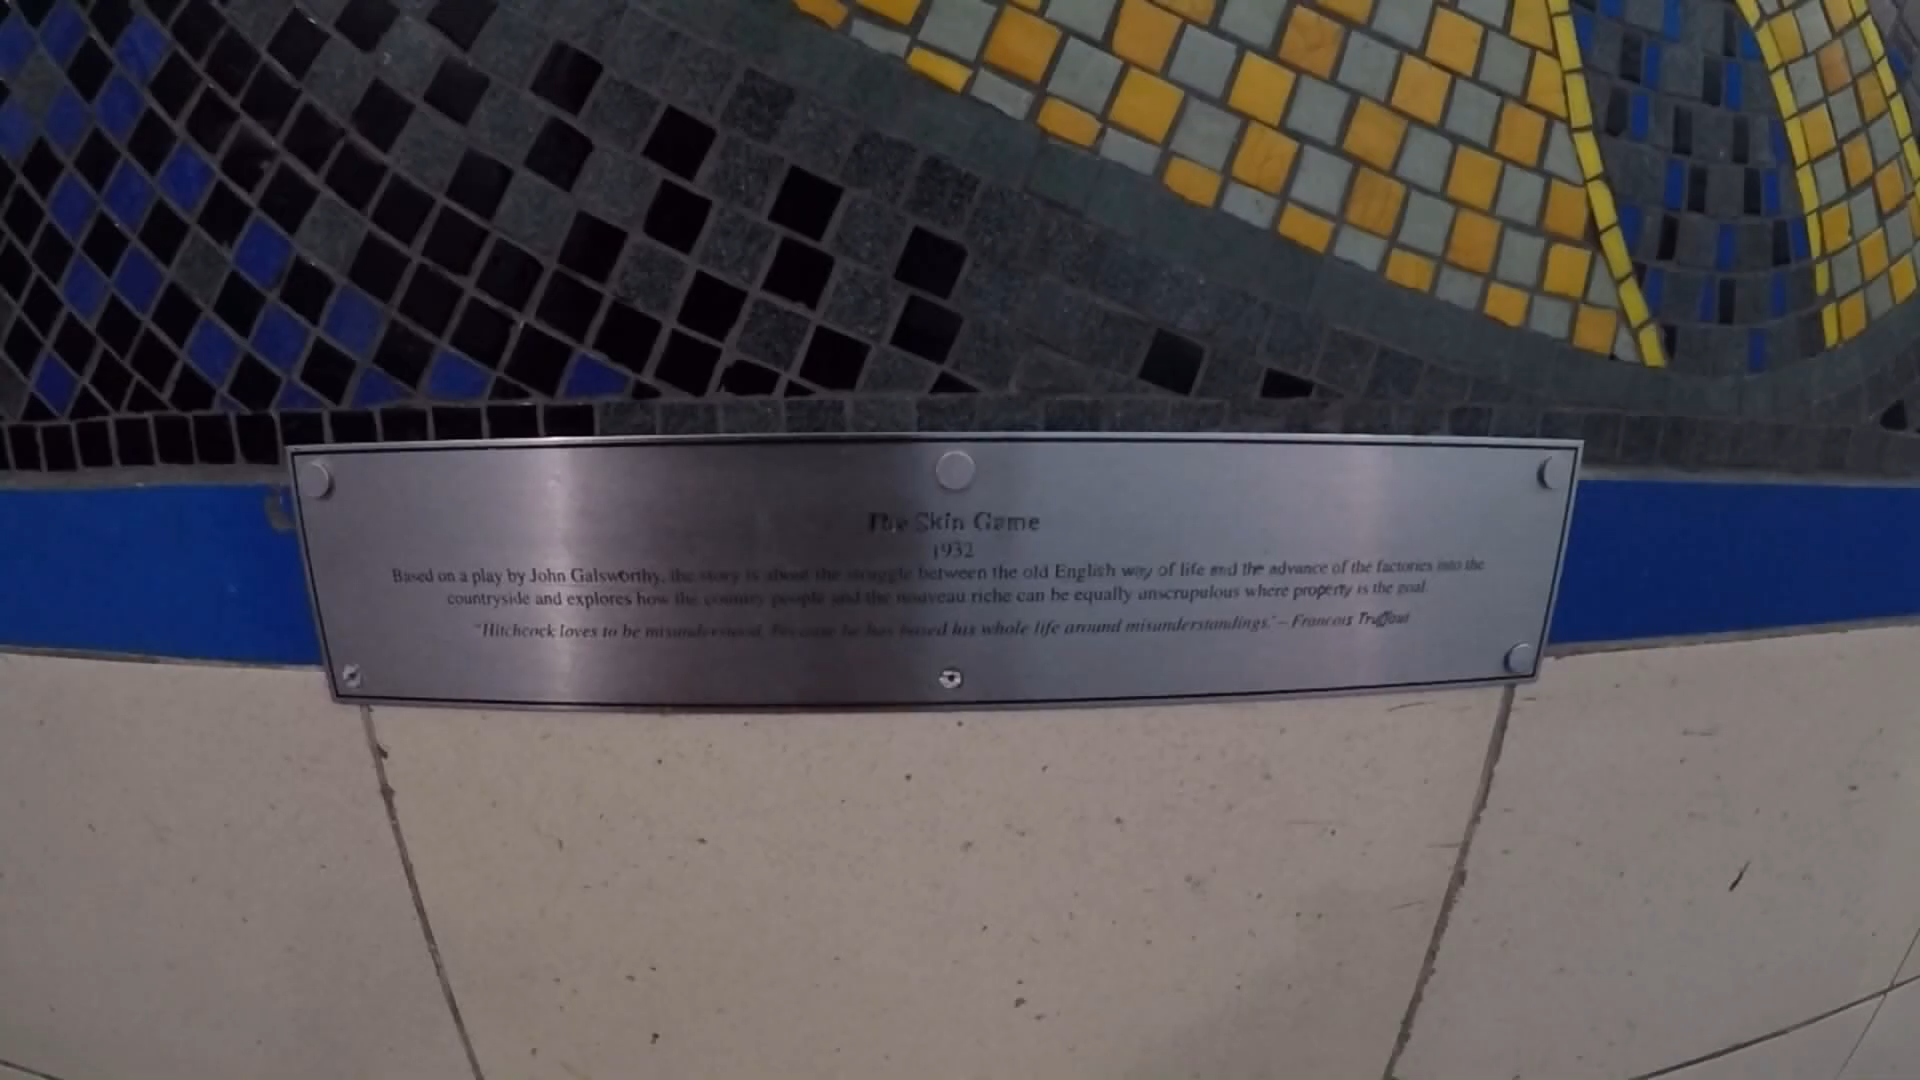 The Skin Game
1932
Based on a play by John Galsworthy, the story is about the struggle between the old English way of life and the advance of the factories into the
countryside and explores how the country people and the nouveau riche can be equally unscrupulous where property is the goal.
"Hitchcock loves to be misunderstood, because he has based his whole life around misunderstandings." – Francois Truffaut